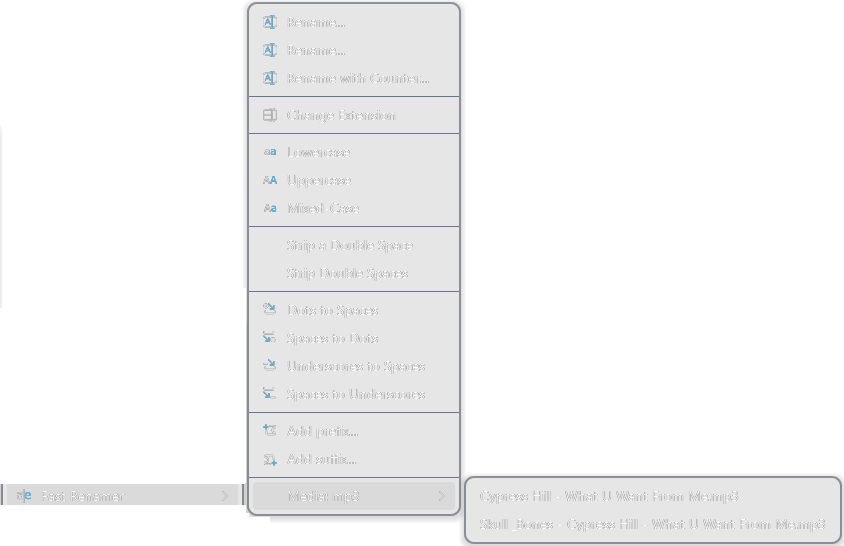 Rename...
Rename...
Rename with Counter...
Change Extension
Lowercase
Uppercase
Mixed-Case
Strip a Double Space
Strip Double Spaces
Dots to Spaces
Spaces to Dots
Underscores to Spaces
Spaces to Underscores
Add prefix...
Add suffix...
Fast Renamer
Media: mp3
Cypress Hill - What U Want From Me.mp3
Skull_Bones - Cypress Hill - What U Want From Me.mp3